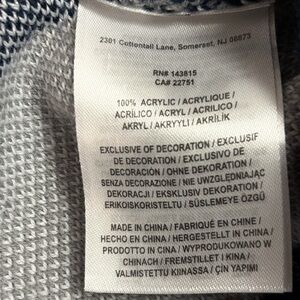 2301 Cottontail Lane, Somerset, NJ 08873
RN# 143815
CA# 22751
100% ACRYLIC / ACRYLIQUE /
ACRÍLICO / ACRYL / ACRILICO /
AKRYL / AKRYYLI / AKRİLİK
EXCLUSIVE OF DECORATION / EXCLUSIF
DE DECORATION / EXCLUSIVO DE
DECORACIÓN / OHNE DEKORATION /
SENZA DECORAZIONE / NIE UWZGLĘDNIAJĄC
DEKORACJI / EKSKLUSIV DEKORATION /
ERIKOISKORISTELTU / SÜSLEMEYE ÖZGÜ
MADE IN CHINA / FABRIQUÉ EN CHINE /
HECHO EN CHINA / HERGESTELLT IN CHINA /
PRODOTTO IN CINA / WYPRODUKOWANO W
CHINACH / FREMSTILLET I KINA /
VALMISTETTU KIINASSA / ÇIN YAPIMI